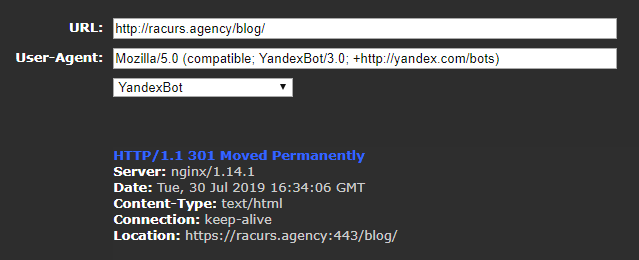 URL: http://racurs.agency/blog/
User-Agent: Mozilla/5.0 (compatible; YandexBot/3.0; +http://yandex.com/bots)
YandexBot
HTTP/1.1 301 Moved Permanently
Server: nginx/1.14.1
Date: Tue, 30 Jul 2019 16:34:06 GMT
Content-Type: text/html
Connection: keep-alive
Location: https://racurs.agency:443/blog/